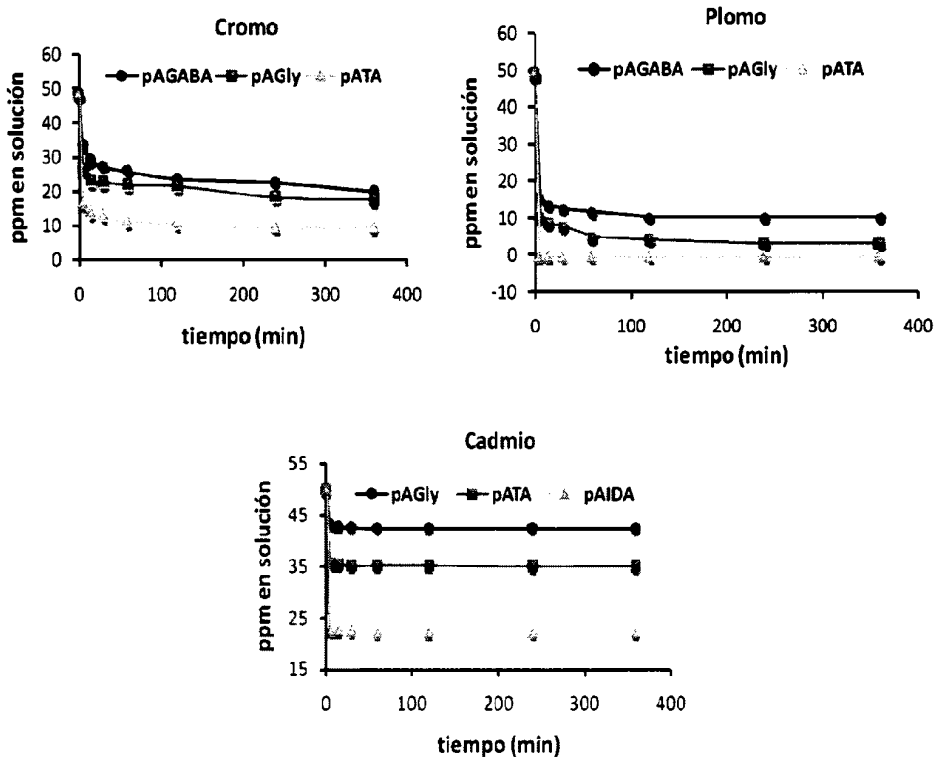 Cromo
60
50
40
30
20
10
0
ppm en solución
pAGABA pAGly pATA
0 100 200 300 400
tiempo (min)
Plomo
60
50
40
30
20
10
0
-10
ppm en solución
pAGABA pAGly pATA
0 100 200 300 400
tiempo (min)
Cadmio
55
45
35
25
15
ppm en solución
pAGly pATA pAIDA
0 100 200 300 400
tiempo (min)